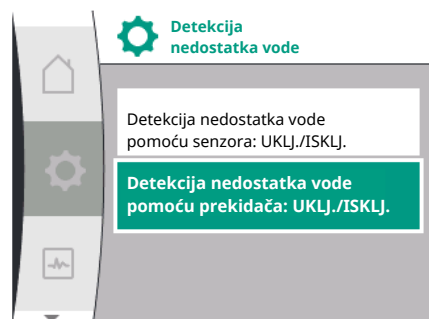 Detekcija
nedostatka vode
Detekcija nedostatka vode
pomoću senzora: UKLJ./ISKLJ.
Detekcija nedostatka vode
pomoću prekidača: UKLJ./ISKLJ.